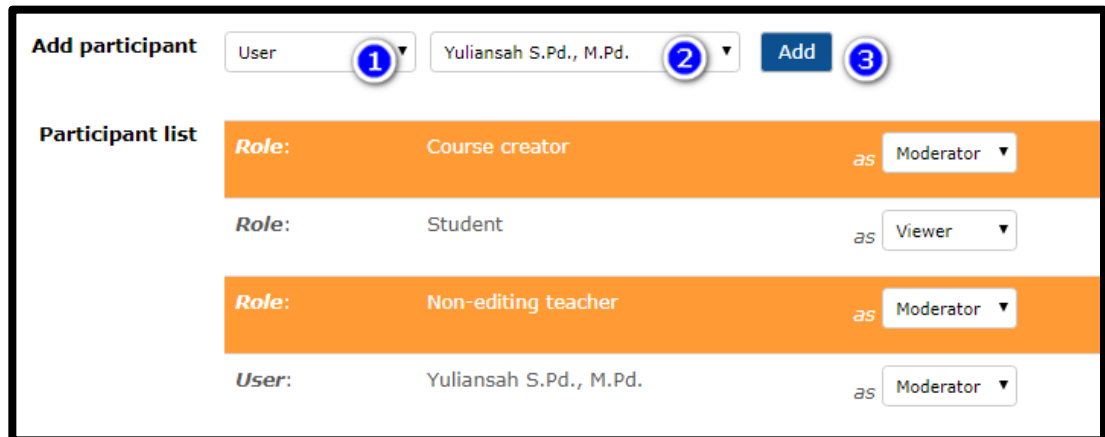 Add participant User 1 Yuliansah S.Pd., M.Pd. 2 Add 3
Participant list
Role: Course creator as Moderator
Role: Student as Viewer
Role: Non-editing teacher as Moderator
User: Yuliansah S.Pd., M.Pd. as Moderator